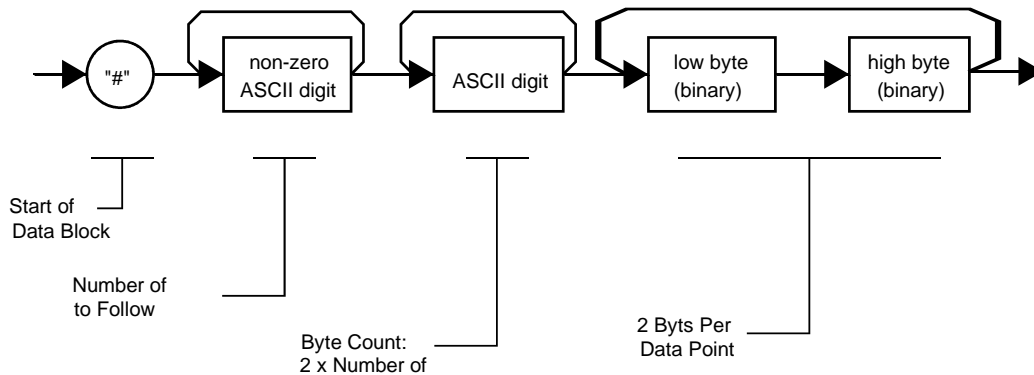 "#"
non-zero
ASCII digit
ASCII digit
low byte
(binary)
high byte
(binary)
Start of
Data Block
Number of
to Follow
Byte Count:
2 x Number of
2 Byts Per
Data Point